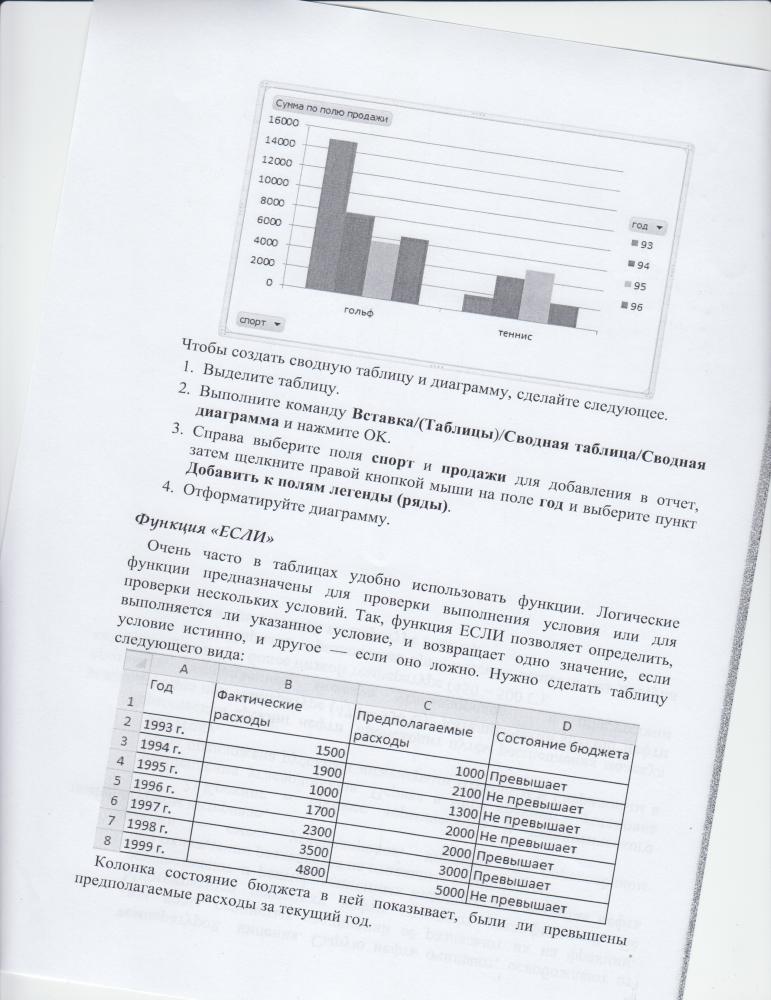 Сумма по полю продажи
16000
14000
12000
10000
8000
6000
4000
2000
0
год
93
94
95
96
гольф
теннис
спорт
Чтобы создать сводную таблицу и диаграмму, сделайте следующее.
1. Выделите таблицу.
2. Выполните команду Вставка/(Таблицы)/Сводная таблица/Сводная
диаграмма и нажмите ОК.
3. Справа выберите поля спорт и продажи для добавления в отчет,
затем щелкните правой кнопкой мыши на поле год и выберите пункт
Добавить к полям легенды (ряды).
4. Отформатируйте диаграмму.
Функция «ЕСЛИ»
Очень часто в таблицах удобно использовать функции. Логические
функции предназначены для проверки выполнения условия или для
проверки нескольких условий. Так, функция ЕСЛИ позволяет определить,
выполняется ли указанное условие, и возвращает одно значение, если
условие истинно, и другое — если оно ложно. Нужно сделать таблицу
следующего вида:
A B C D
1 Год Фактические расходы Предполагаемые расходы Состояние бюджета
2 1993 г. 1500 1000 Превышает
3 1994 г. 1900 2100 Не превышает
4 1995 г. 1000 1300 Не превышает
5 1996 г. 1700 2000 Не превышает
6 1997 г. 2300 2000 Превышает
7 1998 г. 3500 3000 Превышает
8 1999 г. 4800 5000 Не превышает
Колонка состояние бюджета в ней показывает, были ли превышены
предполагаемые расходы за текущий год.